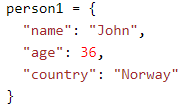 person1 = {
  "name": "John",
  "age": 36,
  "country": "Norway"
}